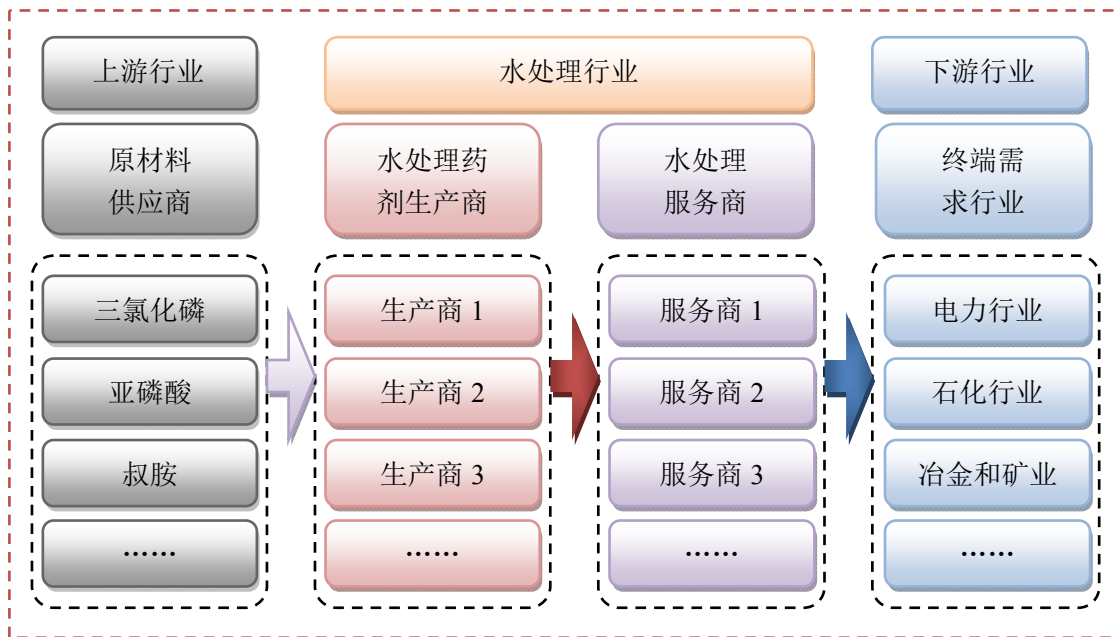 上游行业
水处理行业
下游行业
原材料
供应商
水处理药
剂生产商
水处理
服务商
终端需
求行业
三氯化磷
生产商 1
服务商 1
电力行业
亚磷酸
生产商 2
服务商 2
石化行业
叔胺
生产商 3
服务商 3
冶金和矿业
……
……
……
……